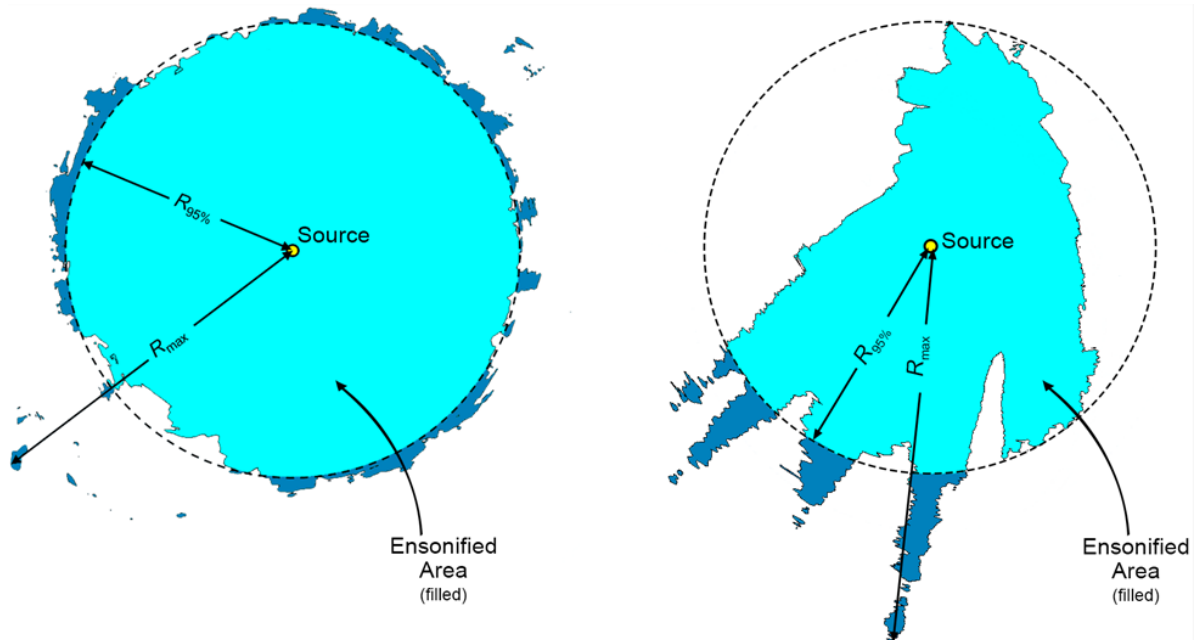 Source
R95%
Rmax
Ensonified
Area
(filled)
Source
R95%
Rmax
Ensonified
Area
(filled)